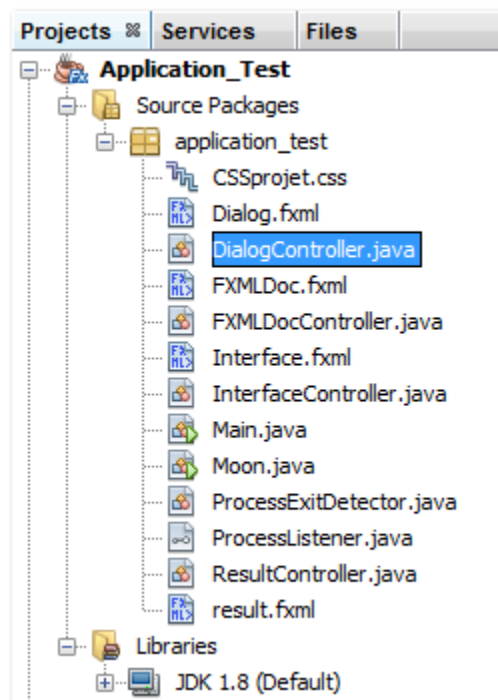 Projects Services Files
Application_Test
Source Packages
application_test
CSSprojet.css
Dialog.fxml
DialogController.java
FXMLDoc.fxml
FXMLDocController.java
Interface.fxml
InterfaceController.java
Main.java
Moon.java
ProcessExitDetector.java
ProcessListener.java
ResultController.java
result.fxml
Libraries
JDK 1.8 (Default)